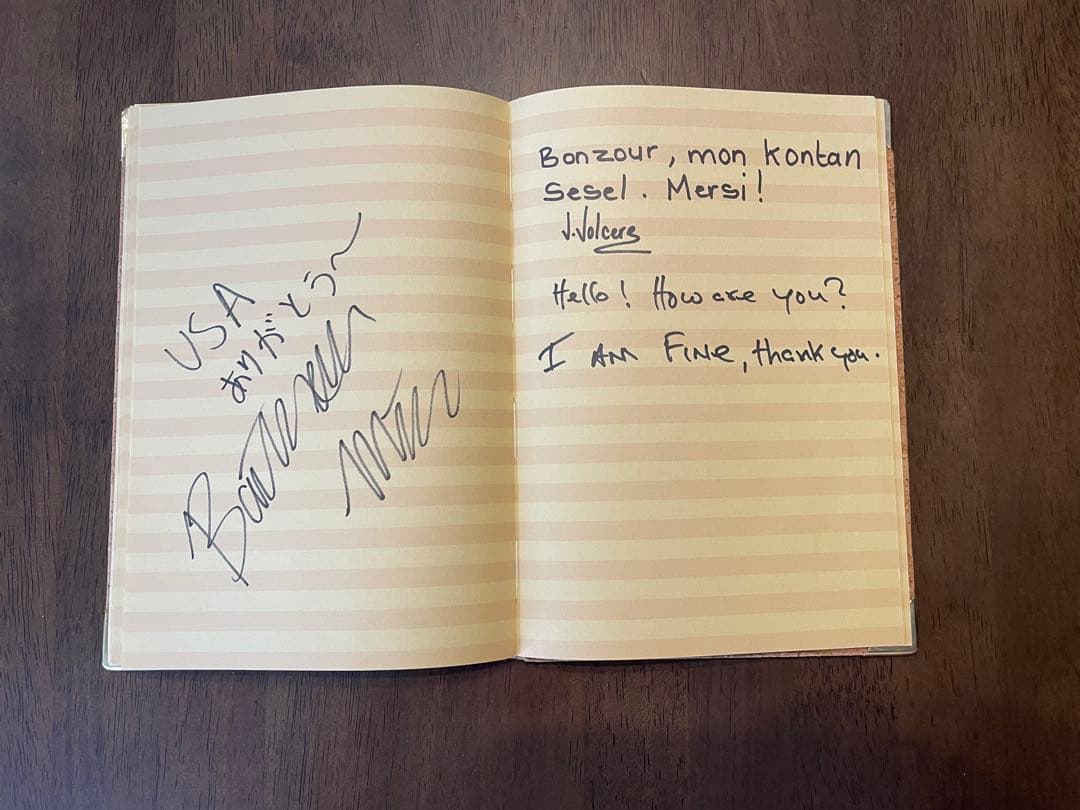 USA
ありがとう〜
Bonzour, mon kontan
Sesel. Mersi!
Hello! How are you?
I AM FINE, thank you.